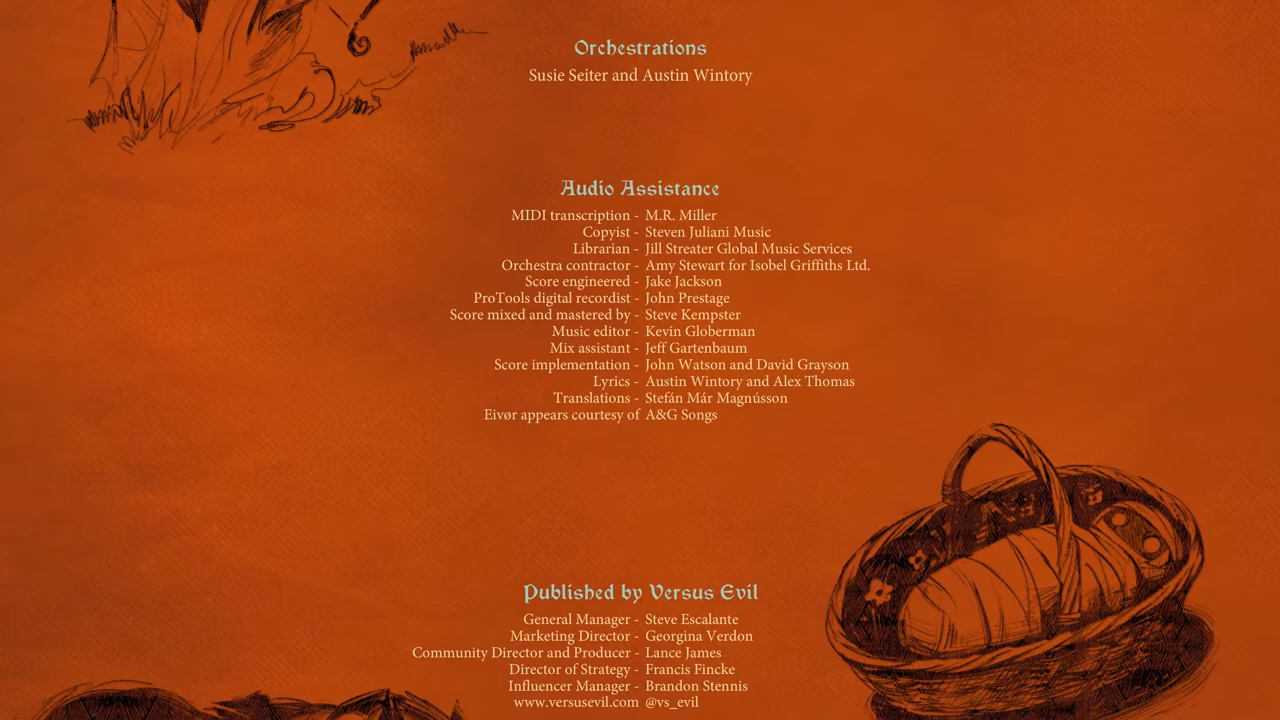 Orchestrations
Susie Seiter and Austin Wintory
Audio Assistance
MIDI transcription - M.R. Miller
Copyist - Steven Juliani Music
Librarian - Jill Streater Global Music Services
Orchestra contractor - Amy Stewart for Isobel Griffiths Ltd.
Score engineered - Jake Jackson
ProTools digital recordist - John Prestage
Score mixed and mastered by - Steve Kempster
Music editor - Kevin Globerman
Mix assistant - Jeff Gartenbaum
Score implementation - John Watson and David Grayson
Lyrics - Austin Wintory and Alex Thomas
Translations - Stefán Már Magnússon
Eivør appears courtesy of A&G Songs
Published by Versus Evil
General Manager - Steve Escalante
Marketing Director - Georgina Verdon
Community Director and Producer - Lance James
Director of Strategy - Francis Fincke
Influencer Manager - Brandon Stennis
www.versusevil.com @vs_evil